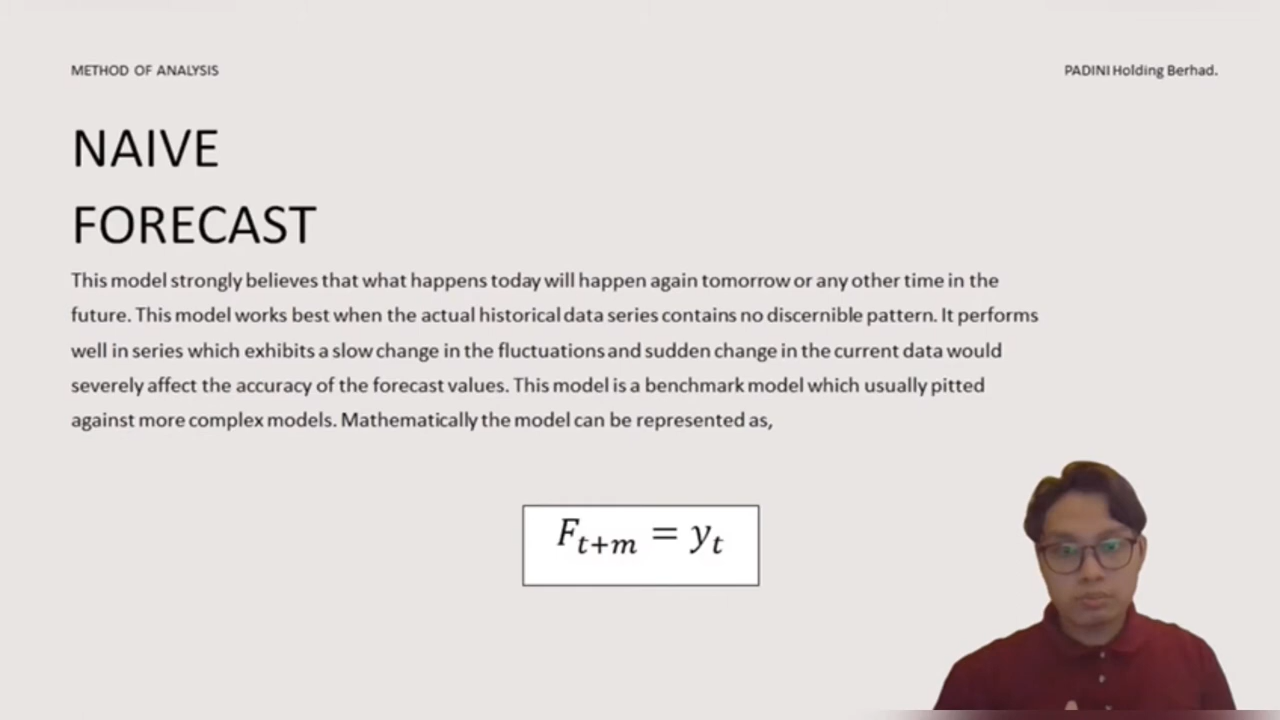 METHOD OF ANALYSIS
PADINI Holding Berhad.
NAIVE
FORECAST
This model strongly believes that what happens today will happen again tomorrow or any other time in the
future. This model works best when the actual historical data series contains no discernible pattern. It performs
well in series which exhibits a slow change in the fluctuations and sudden change in the current data would
severely affect the accuracy of the forecast values. This model is a benchmark model which usually pitted
against more complex models. Mathematically the model can be represented as,
F_{t+m} = y_t